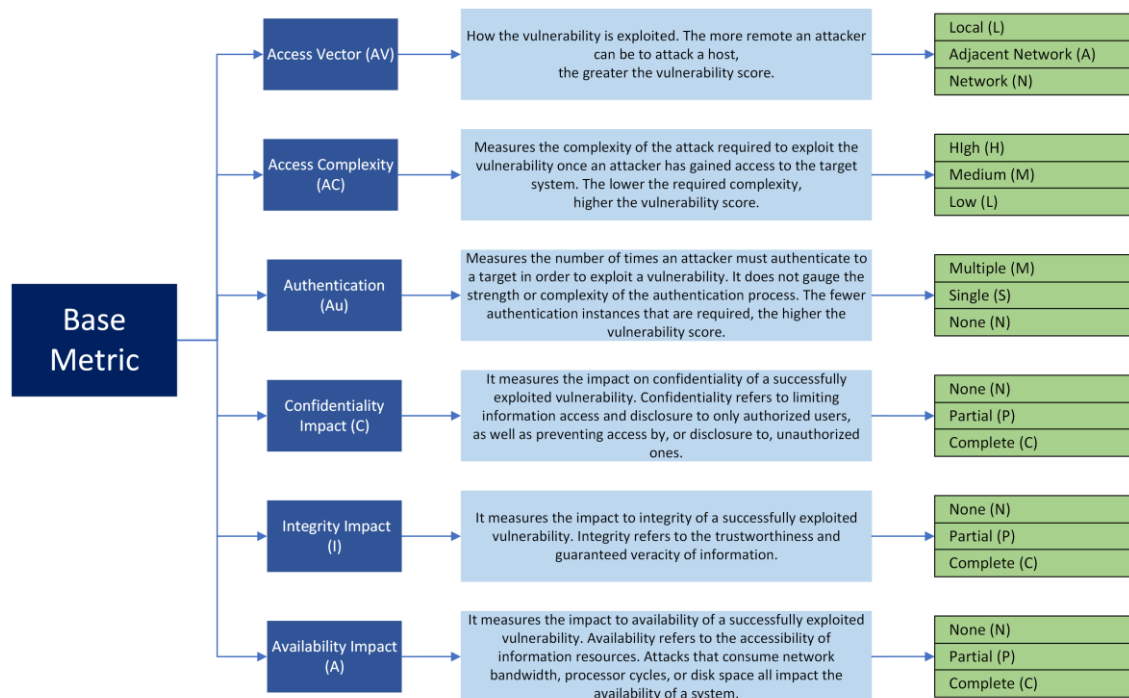 Base
Metric
Access Vector (AV)
How the vulnerability is exploited. The more remote an attacker
can be to attack a host,
the greater the vulnerability score.
Local (L)
Adjacent Network (A)
Network (N)
Access Complexity
(AC)
Measures the complexity of the attack required to exploit the
vulnerability once an attacker has gained access to the target
system. The lower the required complexity,
higher the vulnerability score.
HIgh (H)
Medium (M)
Low (L)
Authentication
(Au)
Measures the number of times an attacker must authenticate to
a target in order to exploit a vulnerability. It does not gauge the
strength or complexity of the authentication process. The fewer
authentication instances that are required, the higher the
vulnerability score.
Multiple (M)
Single (S)
None (N)
Confidentiality
Impact (C)
It measures the impact on confidentiality of a successfully
exploited vulnerability. Confidentiality refers to limiting
information access and disclosure to only authorized users,
as well as preventing access by, or disclosure to, unauthorized
ones.
None (N)
Partial (P)
Complete (C)
Integrity Impact
(I)
It measures the impact to integrity of a successfully exploited
vulnerability. Integrity refers to the trustworthiness and
guaranteed veracity of information.
None (N)
Partial (P)
Complete (C)
Availability Impact
(A)
It measures the impact to availability of a successfully exploited
vulnerability. Availability refers to the accessibility of
information resources. Attacks that consume network
bandwidth, processor cycles, or disk space all impact the
availability of a system.
None (N)
Partial (P)
Complete (C)